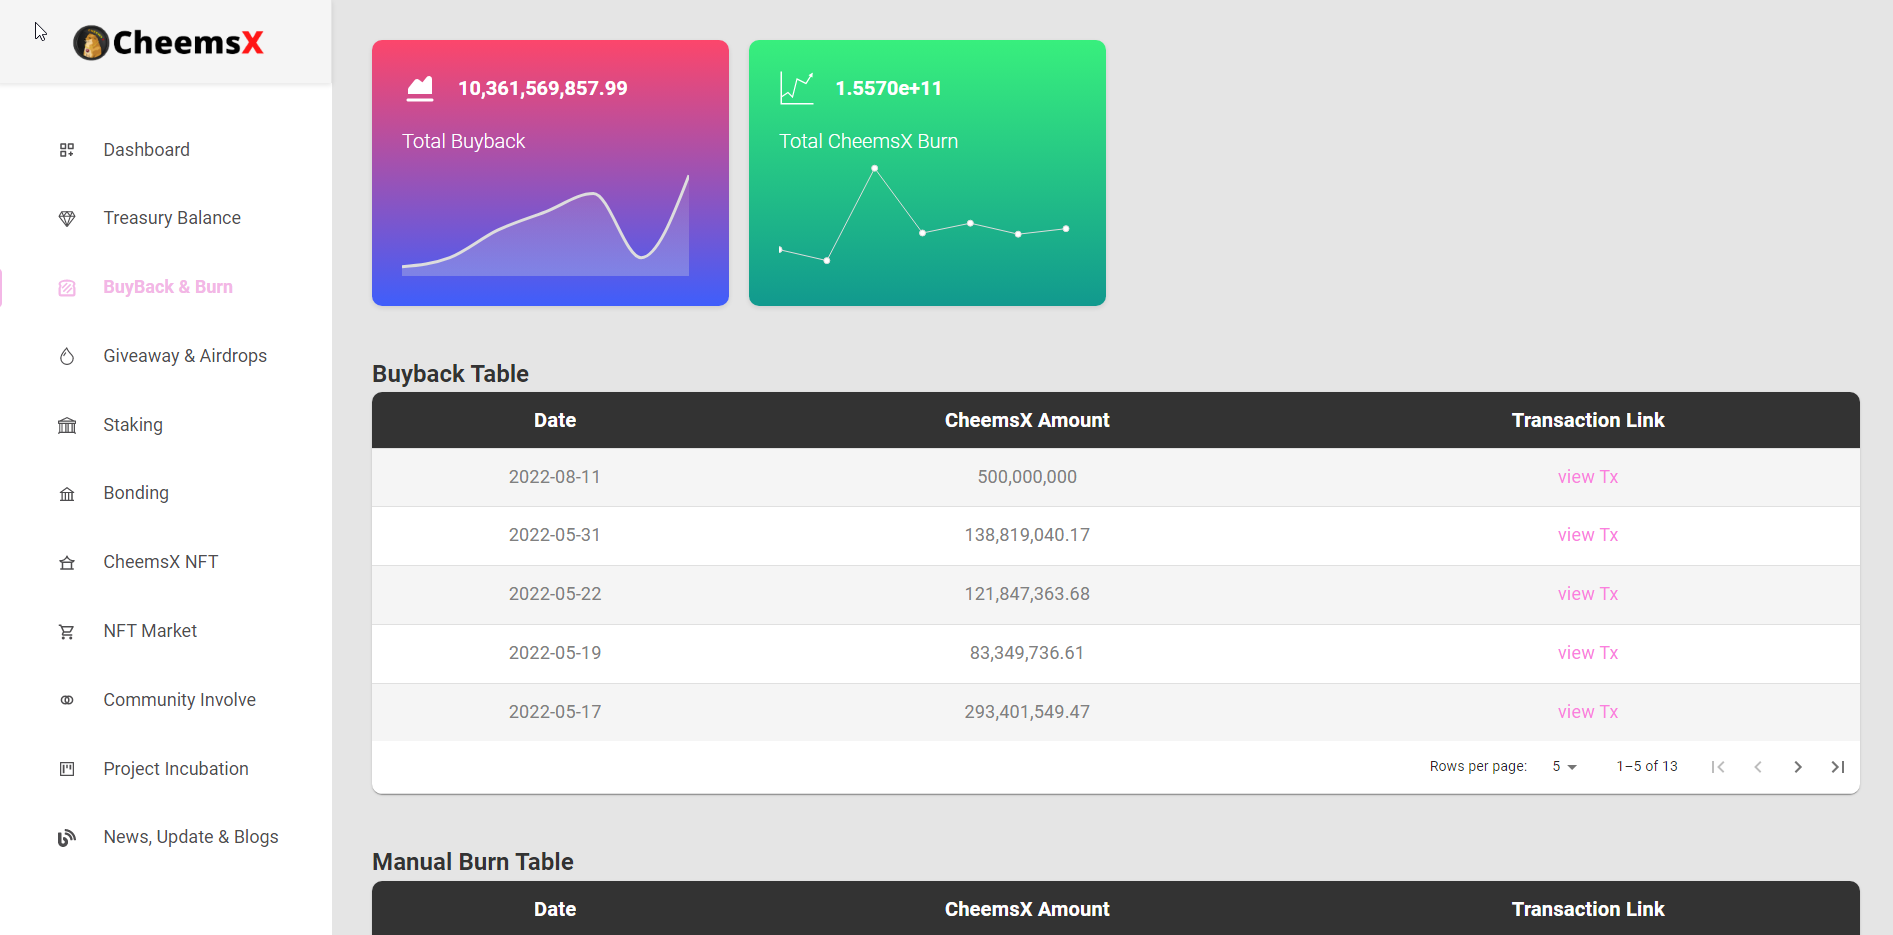 CheemsX
Dashboard
Treasury Balance
BuyBack & Burn
Giveaway & Airdrops
Staking
Bonding
CheemsX NFT
NFT Market
Community Involve
Project Incubation
News, Update & Blogs
10,361,569,857.99
Total Buyback
1.5570e+11
Total CheemsX Burn
Buyback Table
Date CheemsX Amount Transaction Link
2022-08-11 500,000,000 view Tx
2022-05-31 138,819,040.17 view Tx
2022-05-22 121,847,363.68 view Tx
2022-05-19 83,349,736.61 view Tx
2022-05-17 293,401,549.47 view Tx
Rows per page: 5 1–5 of 13
Manual Burn Table
Date CheemsX Amount Transaction Link